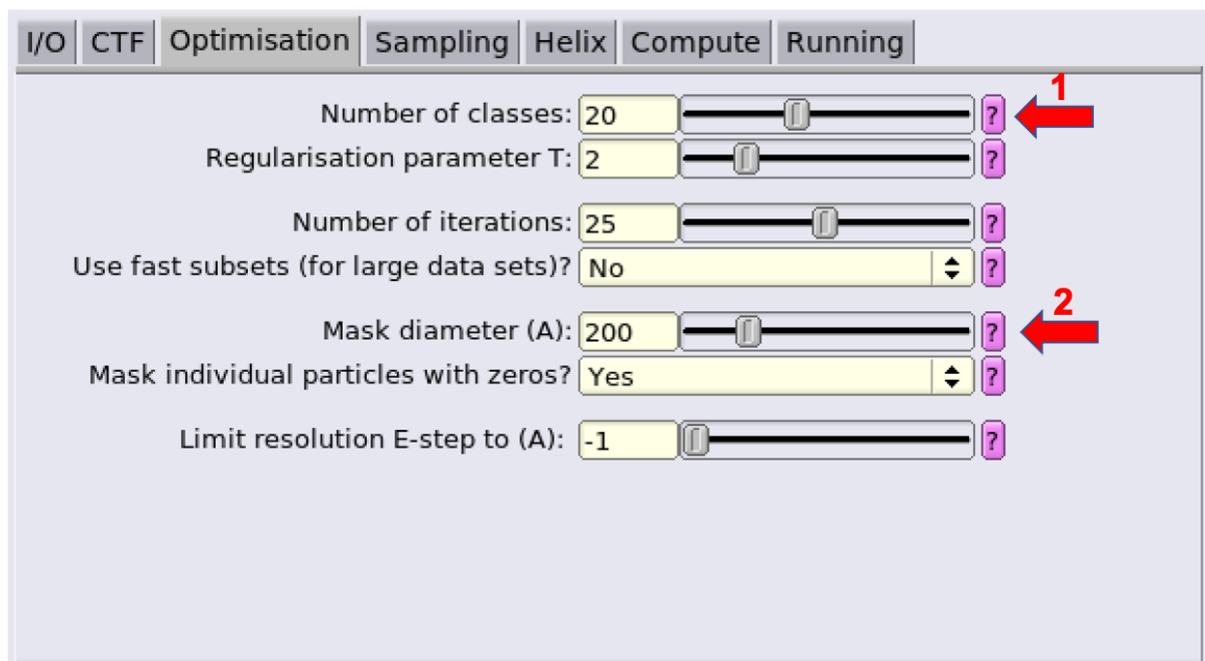 I/O CTF Optimisation Sampling Helix Compute Running
1
Number of classes: 20 ?
Regularisation parameter T: 2 ?
Number of iterations: 25 ?
Use fast subsets (for large data sets)? No ?
2
Mask diameter (A): 200 ?
Mask individual particles with zeros? Yes ?
Limit resolution E-step to (A): -1 ?